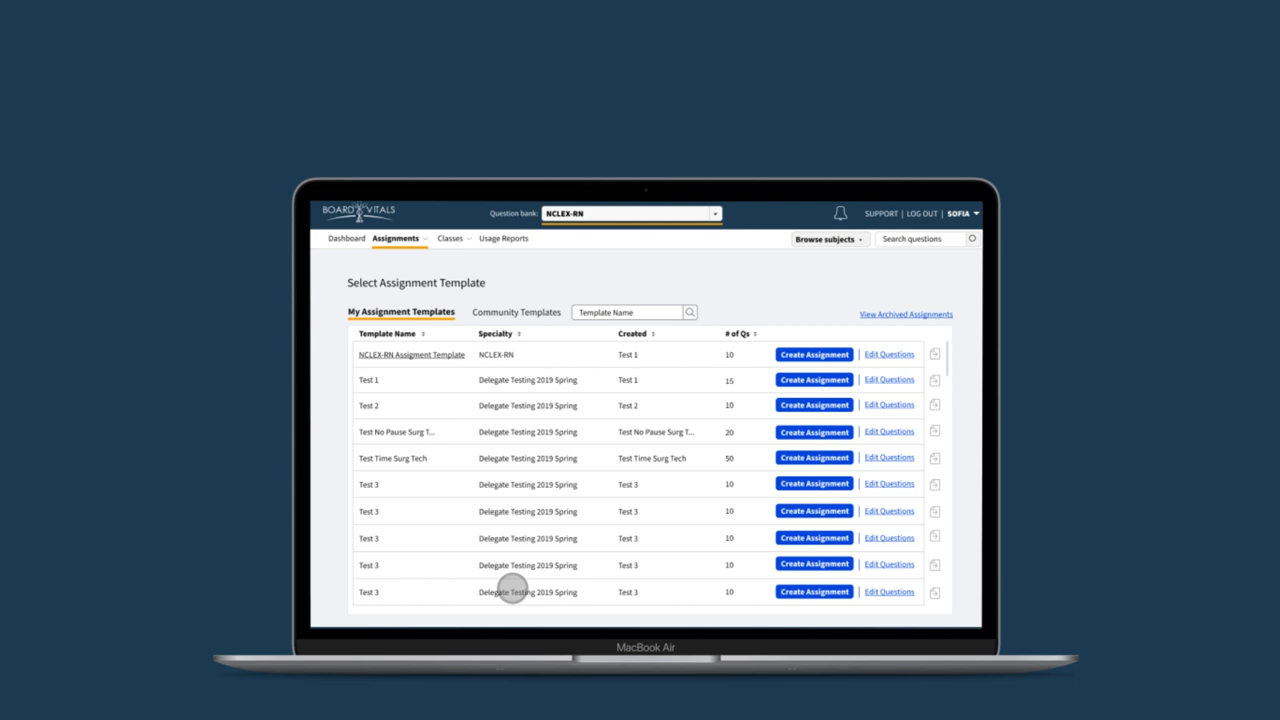 BOARD VITALS
Question bank: NCLEX-RN
SUPPORT | LOG OUT | SOFIA
Dashboard Assignments Classes Usage Reports
Browse subjects Search questions
Select Assignment Template
My Assignment Templates Community Templates Template Name
View Archived Assignments
Template Name Specialty Created # of Qs
NCLEX-RN Assigment Template NCLEX-RN Test 1 10 Create Assignment | Edit Questions
Test 1 Delegate Testing 2019 Spring Test 1 15 Create Assignment | Edit Questions
Test 2 Delegate Testing 2019 Spring Test 2 10 Create Assignment | Edit Questions
Test No Pause Surg T... Delegate Testing 2019 Spring Test No Pause Surg T... 20 Create Assignment | Edit Questions
Test Time Surg Tech Delegate Testing 2019 Spring Test Time Surg Tech 50 Create Assignment | Edit Questions
Test 3 Delegate Testing 2019 Spring Test 3 10 Create Assignment | Edit Questions
Test 3 Delegate Testing 2019 Spring Test 3 10 Create Assignment | Edit Questions
Test 3 Delegate Testing 2019 Spring Test 3 10 Create Assignment | Edit Questions
Test 3 Delegate Testing 2019 Spring Test 3 10 Create Assignment | Edit Questions
Test 3 Delegate Testing 2019 Spring Test 3 10 Create Assignment | Edit Questions
MacBook Air